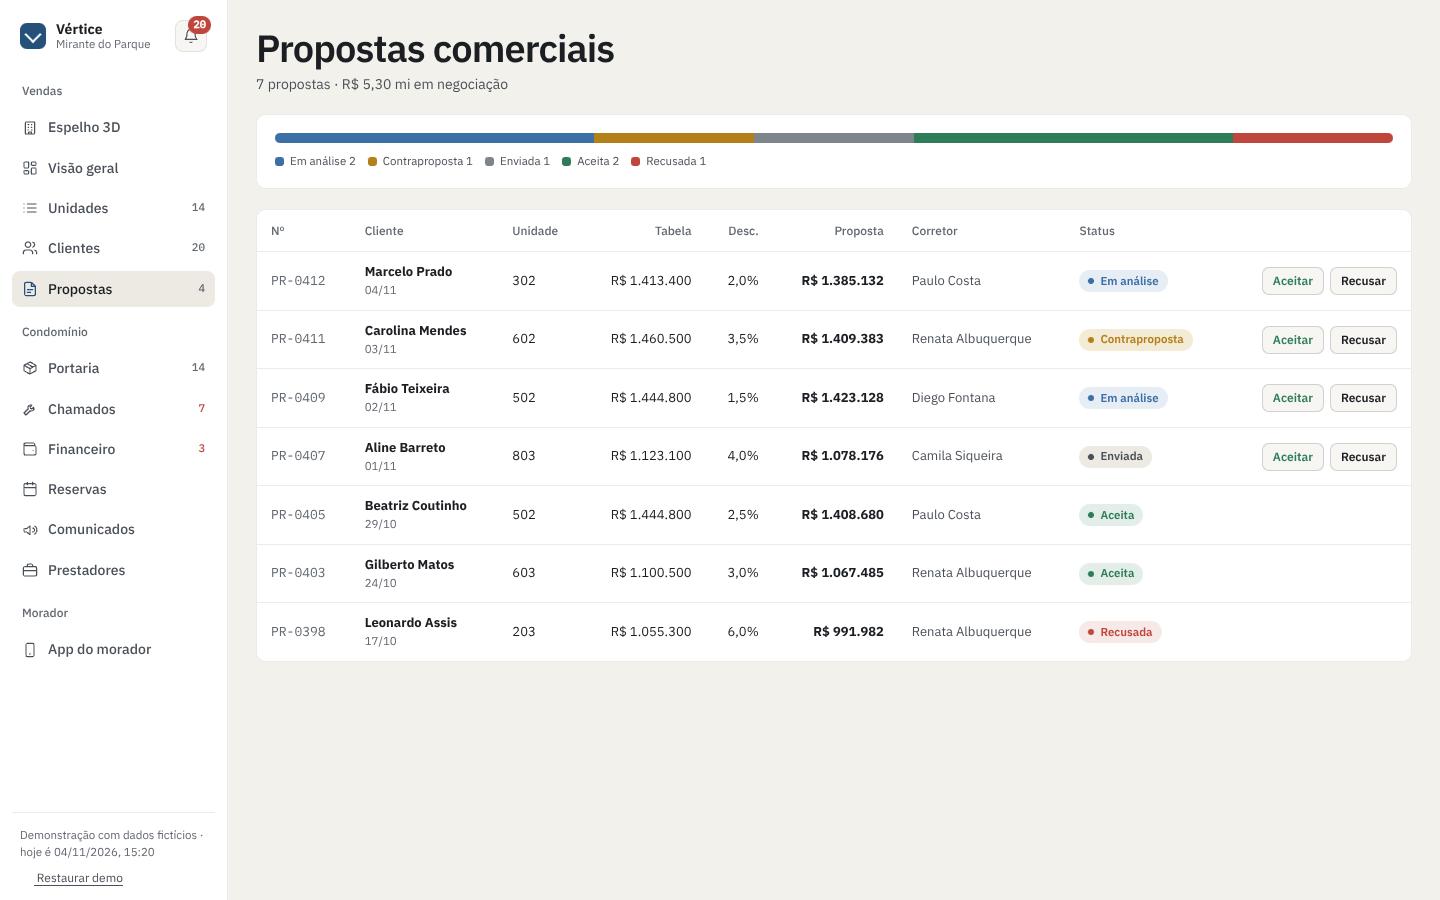 Vértice
Mirante do Parque
20
Vendas
Espelho 3D
Visão geral
Unidades 14
Clientes 20
Propostas 4
Condomínio
Portaria 14
Chamados 7
Financeiro 3
Reservas
Comunicados
Prestadores
Morador
App do morador
Demonstração com dados fictícios ·
hoje é 04/11/2026, 15:20
Restaurar demo
Propostas comerciais
7 propostas · R$ 5,30 mi em negociação
Em análise 2 Contraproposta 1 Enviada 1 Aceita 2 Recusada 1
Nº Cliente Unidade Tabela Desc. Proposta Corretor Status
PR-0412 Marcelo Prado 302 R$ 1.413.400 2,0% R$ 1.385.132 Paulo Costa Em análise Aceitar Recusar
04/11
PR-0411 Carolina Mendes 602 R$ 1.460.500 3,5% R$ 1.409.383 Renata Albuquerque Contraproposta Aceitar Recusar
03/11
PR-0409 Fábio Teixeira 502 R$ 1.444.800 1,5% R$ 1.423.128 Diego Fontana Em análise Aceitar Recusar
02/11
PR-0407 Aline Barreto 803 R$ 1.123.100 4,0% R$ 1.078.176 Camila Siqueira Enviada Aceitar Recusar
01/11
PR-0405 Beatriz Coutinho 502 R$ 1.444.800 2,5% R$ 1.408.680 Paulo Costa Aceita
29/10
PR-0403 Gilberto Matos 603 R$ 1.100.500 3,0% R$ 1.067.485 Renata Albuquerque Aceita
24/10
PR-0398 Leonardo Assis 203 R$ 1.055.300 6,0% R$ 991.982 Renata Albuquerque Recusada
17/10